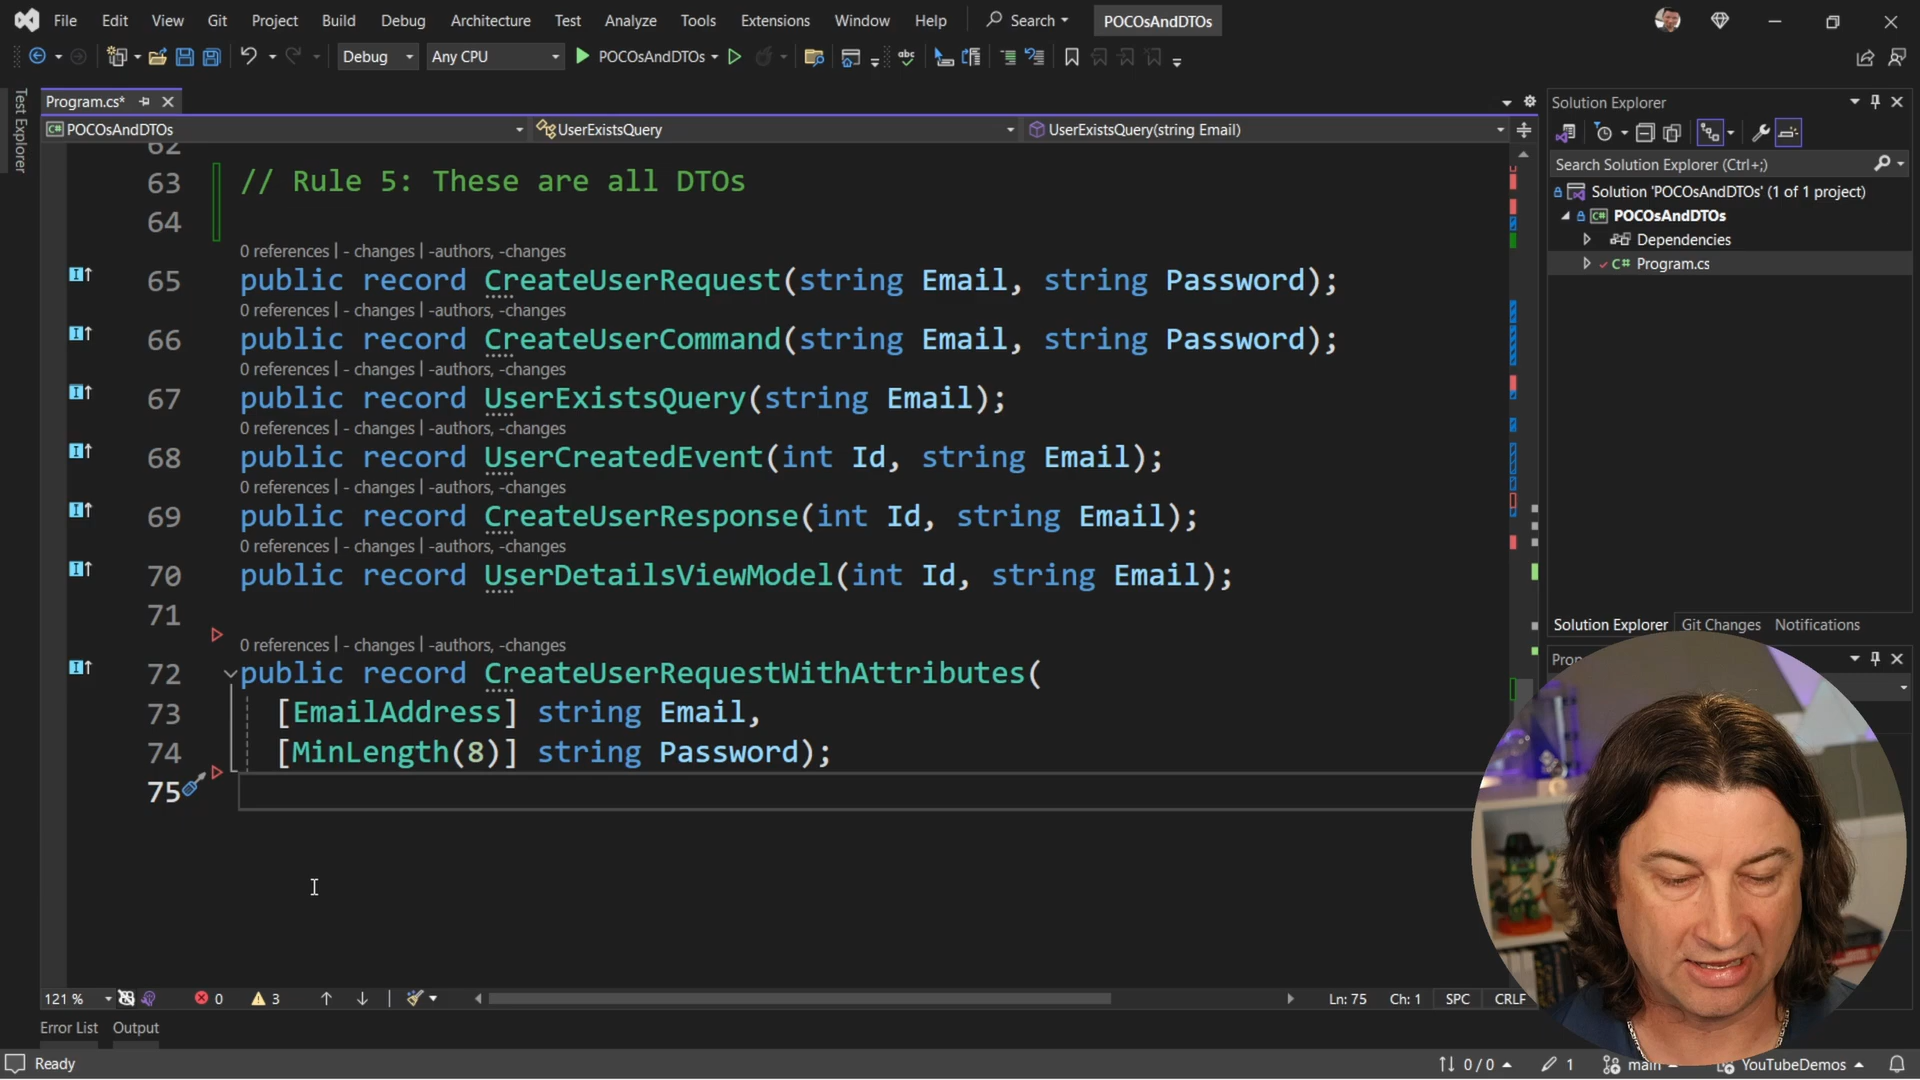 File Edit View Git Project Build Debug Architecture Test Analyze Tools Extensions Window Help Search POCOsAndDTOs
Debug Any CPU POCOsAndDTOs
Test Explorer
Program.cs*
POCOsAndDTOs UserExistsQuery UserExistsQuery(string Email)
62
63 // Rule 5: These are all DTOs
64
0 references | - changes | -authors, -changes
65 public record CreateUserRequest(string Email, string Password);
0 references | - changes | -authors, -changes
66 public record CreateUserCommand(string Email, string Password);
0 references | - changes | -authors, -changes
67 public record UserExistsQuery(string Email);
0 references | - changes | -authors, -changes
68 public record UserCreatedEvent(int Id, string Email);
0 references | - changes | -authors, -changes
69 public record CreateUserResponse(int Id, string Email);
0 references | - changes | -authors, -changes
70 public record UserDetailsViewModel(int Id, string Email);
71
0 references | - changes | -authors, -changes
72 public record CreateUserRequestWithAttributes(
73 [EmailAddress] string Email,
74 [MinLength(8)] string Password);
75
121 % 0 3 Ln: 75 Ch: 1 SPC CRLF
Error List Output
Ready 0 / 0 1 main YouTubeDemos
Solution Explorer
Search Solution Explorer (Ctrl+;)
Solution 'POCOsAndDTOs' (1 of 1 project)
C# POCOsAndDTOs
Dependencies
C# Program.cs
Solution Explorer Git Changes Notifications